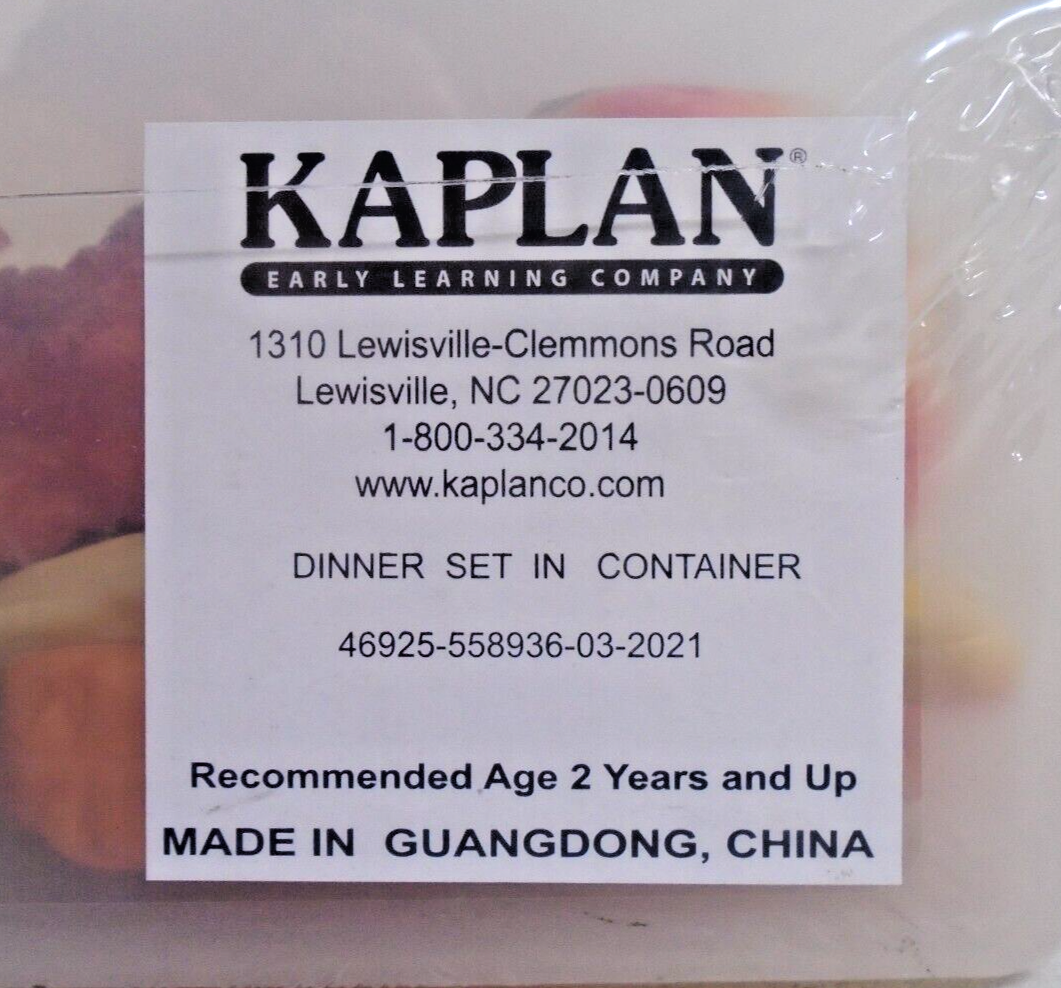 KAPLAN®
EARLY LEARNING COMPANY
1310 Lewisville-Clemmons Road
Lewisville, NC 27023-0609
1-800-334-2014
www.kaplanco.com
DINNER SET IN CONTAINER
46925-558936-03-2021
Recommended Age 2 Years and Up
MADE IN GUANGDONG, CHINA